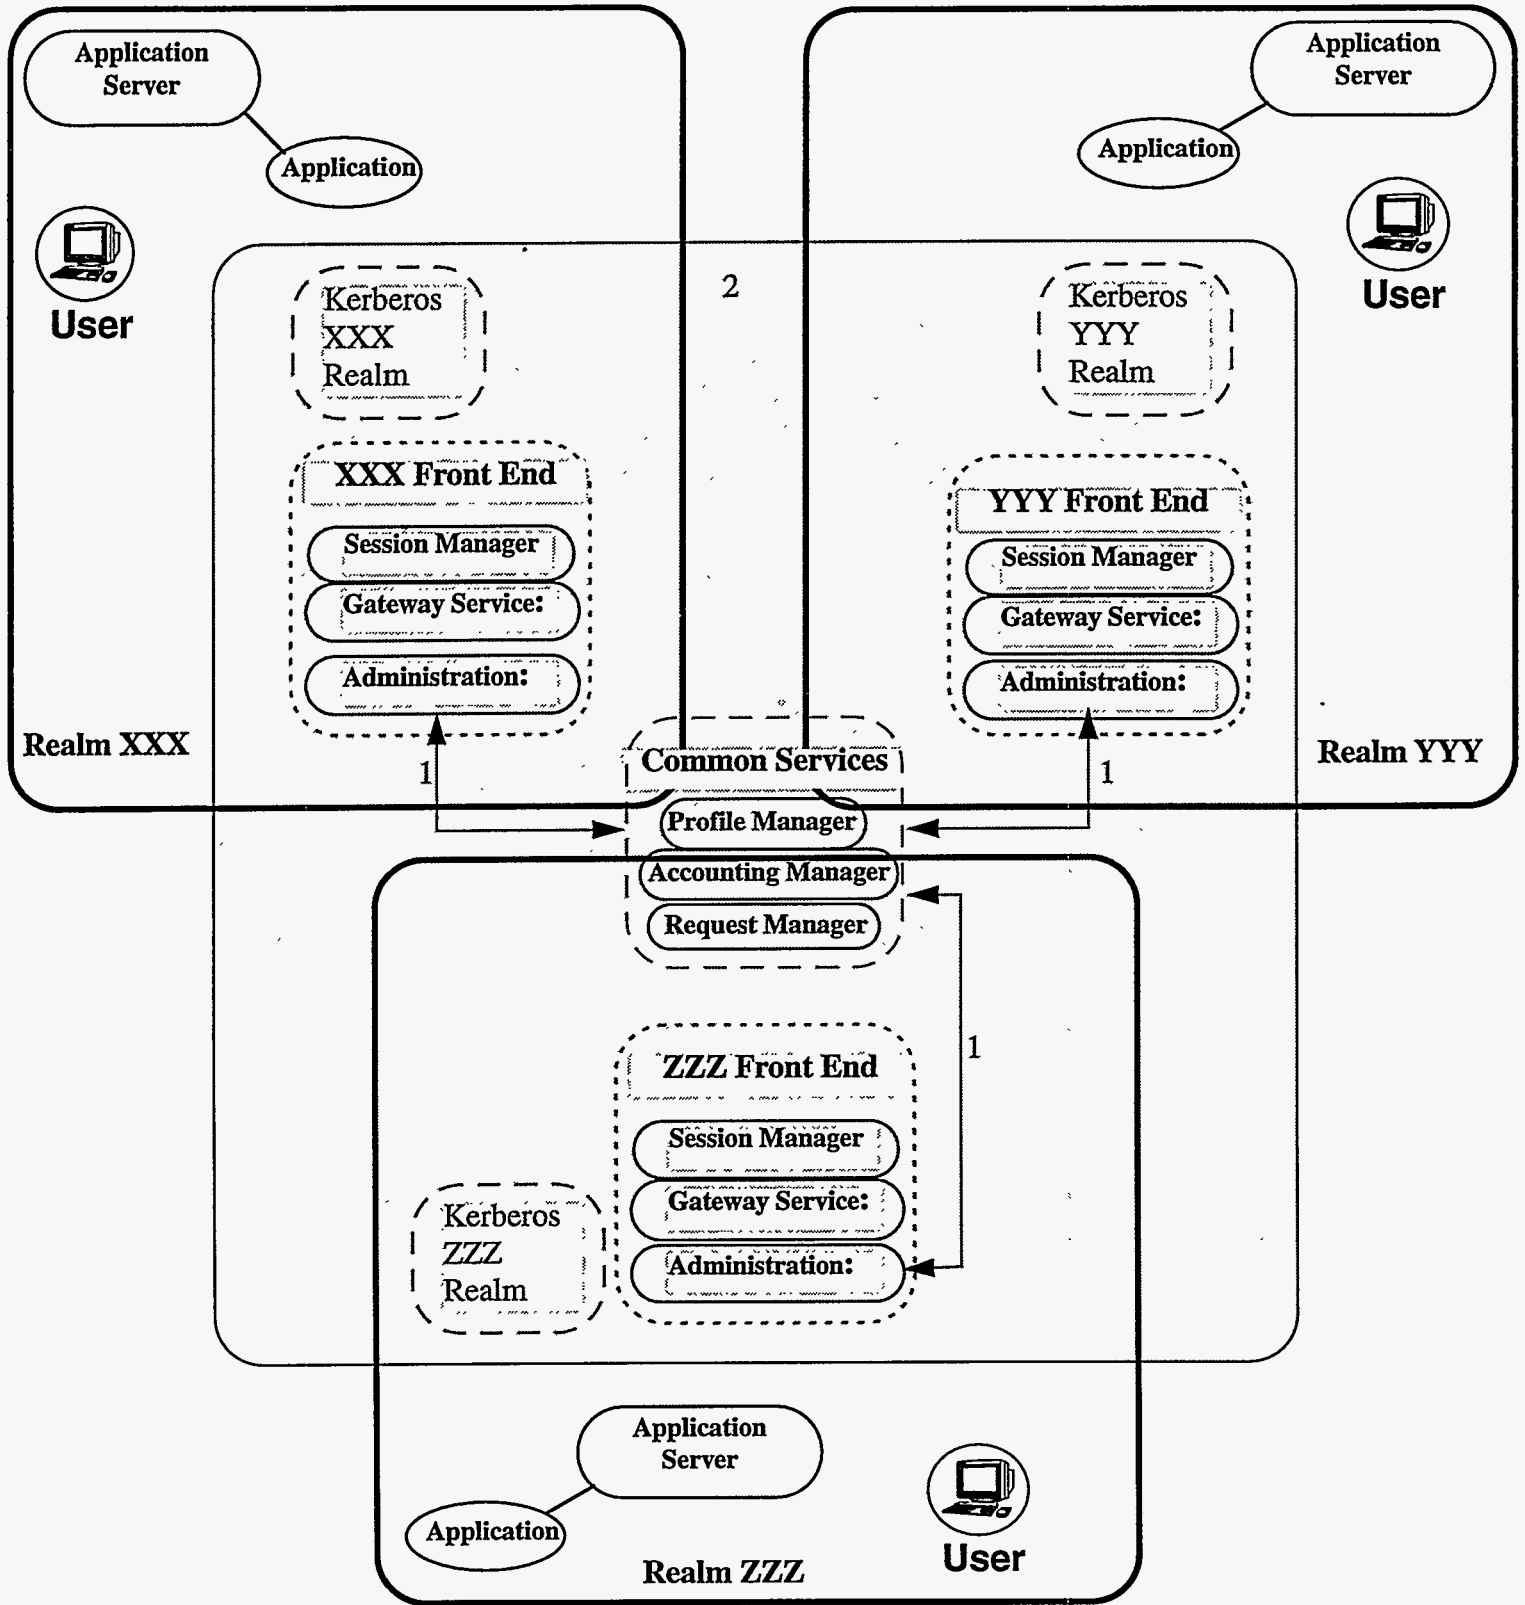 Application
Server
Application
User
Application
Server
Application
User
2
Kerberos
XXX
Realm
Kerberos
YYY
Realm
XXX Front End
Session Manager
Gateway Service:
Administration:
YYY Front End
Session Manager
Gateway Service:
Administration:
Realm XXX
Realm YYY
1
1
Common Services
Profile Manager
Accounting Manager
Request Manager
1
ZZZ Front End
Session Manager
Gateway Service:
Administration:
Kerberos
ZZZ
Realm
Application
Server
Application
User
Realm ZZZ